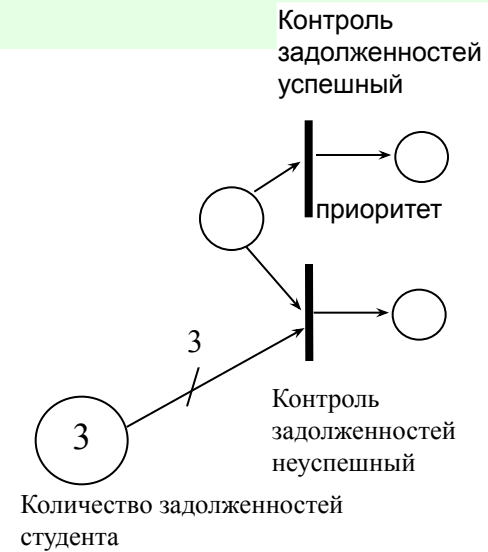 Контроль
задолженностей
успешный
приоритет
3
3
Контроль
задолженностей
неуспешный
Количество задолженностей
студента